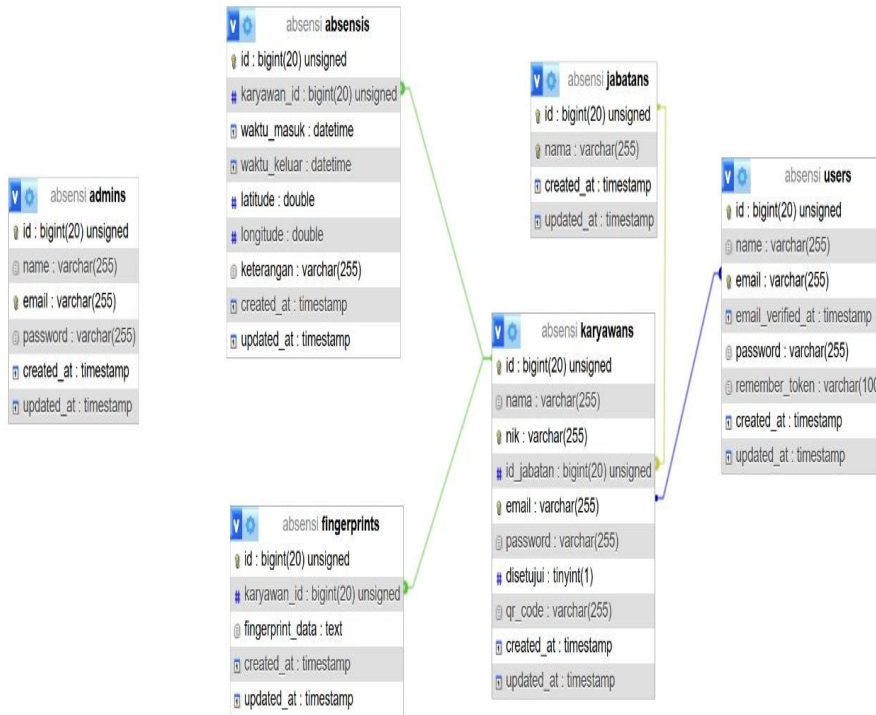 absensi admins
id : bigint(20) unsigned
name : varchar(255)
email : varchar(255)
password : varchar(255)
created_at : timestamp
updated_at : timestamp
absensi absensis
id : bigint(20) unsigned
karyawan_id : bigint(20) unsigned
waktu_masuk : datetime
waktu_keluar : datetime
latitude : double
longitude : double
keterangan : varchar(255)
created_at : timestamp
updated_at : timestamp
absensi fingerprints
id : bigint(20) unsigned
karyawan_id : bigint(20) unsigned
fingerprint_data : text
created_at : timestamp
updated_at : timestamp
absensi jabatans
id : bigint(20) unsigned
nama : varchar(255)
created_at : timestamp
updated_at : timestamp
absensi karyawans
id : bigint(20) unsigned
nama : varchar(255)
nik : varchar(255)
id_jabatan : bigint(20) unsigned
email : varchar(255)
password : varchar(255)
disetujui : tinyint(1)
qr_code : varchar(255)
created_at : timestamp
updated_at : timestamp
absensi users
id : bigint(20) unsigned
name : varchar(255)
email : varchar(255)
email_verified_at : timestamp
password : varchar(255)
remember_token : varchar(100
created_at : timestamp
updated_at : timestamp